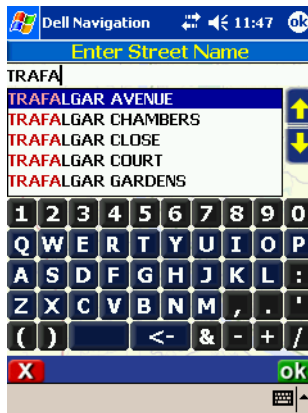 Dell Navigation 11:47 ok
Enter Street Name
TRAFA
TRAFALGAR AVENUE
TRAFALGAR CHAMBERS
TRAFALGAR CLOSE
TRAFALGAR COURT
TRAFALGAR GARDENS
1 2 3 4 5 6 7 8 9 0
Q W E R T Y U I O P
A S D F G H J K L :
Z X C V B N M , . "
( ) <- & - + /
X ok